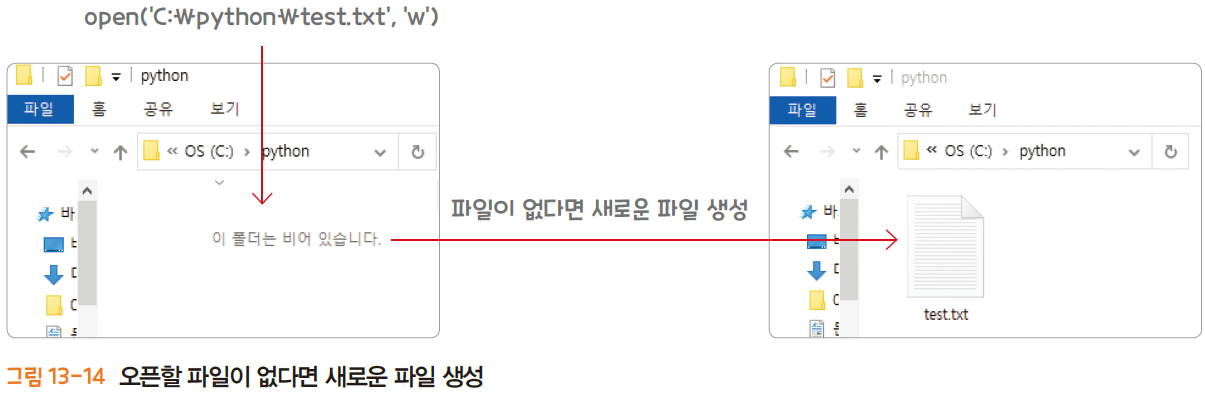 open('C:₩python₩test.txt', 'w')
python
파일 홈 공유 보기
« OS (C:) > python
바
이 폴더는 비어 있습니다.
파일이 없다면 새로운 파일 생성
python
파일 홈 공유 보기
« OS (C:) > python
바
test.txt
그림 13-14 오픈할 파일이 없다면 새로운 파일 생성